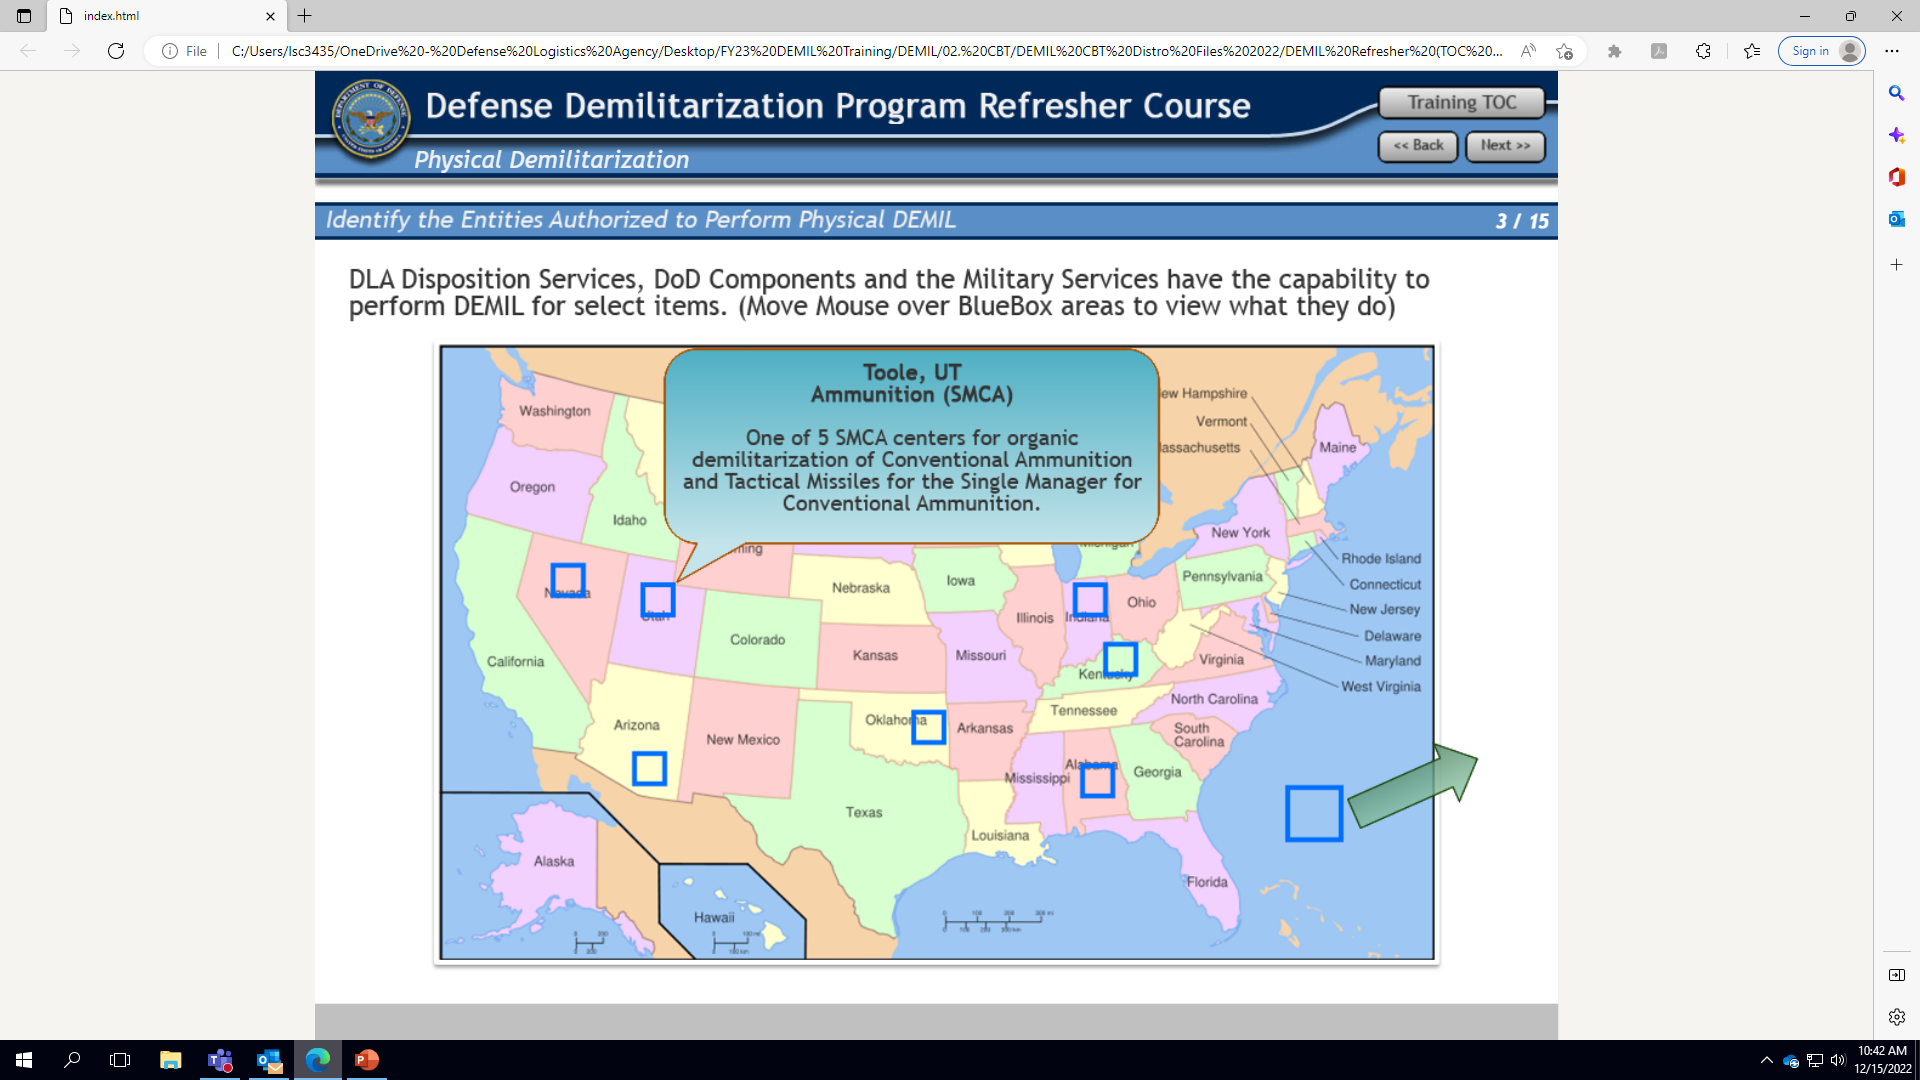 index.html
File
C:/Users/lsc3435/OneDrive%20-%20Defense%20Logistics%20Agency/Desktop/FY23%20DEMIL%20Training/DEMIL/02.%20CBT/DEMIL%20CBT%20Distro%20Files%202022/DEMIL%20Refresher%20(TOC%20...
Sign in
Defense Demilitarization Program Refresher Course
Training TOC
<< Back
Next >>
Physical Demilitarization
Identify the Entities Authorized to Perform Physical DEMIL
3 / 15
DLA Disposition Services, DoD Components and the Military Services have the capability to
perform DEMIL for select items. (Move Mouse over BlueBox areas to view what they do)
Toole, UT
Ammunition (SMCA)
One of 5 SMCA centers for organic
demilitarization of Conventional Ammunition
and Tactical Missiles for the Single Manager for
Conventional Ammunition.
ew Hampshire
Vermont
assachusetts
Maine
Washington
Oregon
Idaho
ming
Michigan
New York
Rhode Island
Connecticut
New Jersey
Delaware
Maryland
West Virginia
Pennsylvania
Nevada
Utah
Nebraska
Iowa
Illinois
Indiana
Ohio
Colorado
Kansas
Missouri
Kentucky
Virginia
California
North Carolina
Tennessee
Arizona
New Mexico
Oklahoma
Arkansas
South
Carolina
Mississippi
Alabama
Georgia
Texas
Louisiana
Alaska
Hawaii
Florida
10:42 AM
12/15/2022